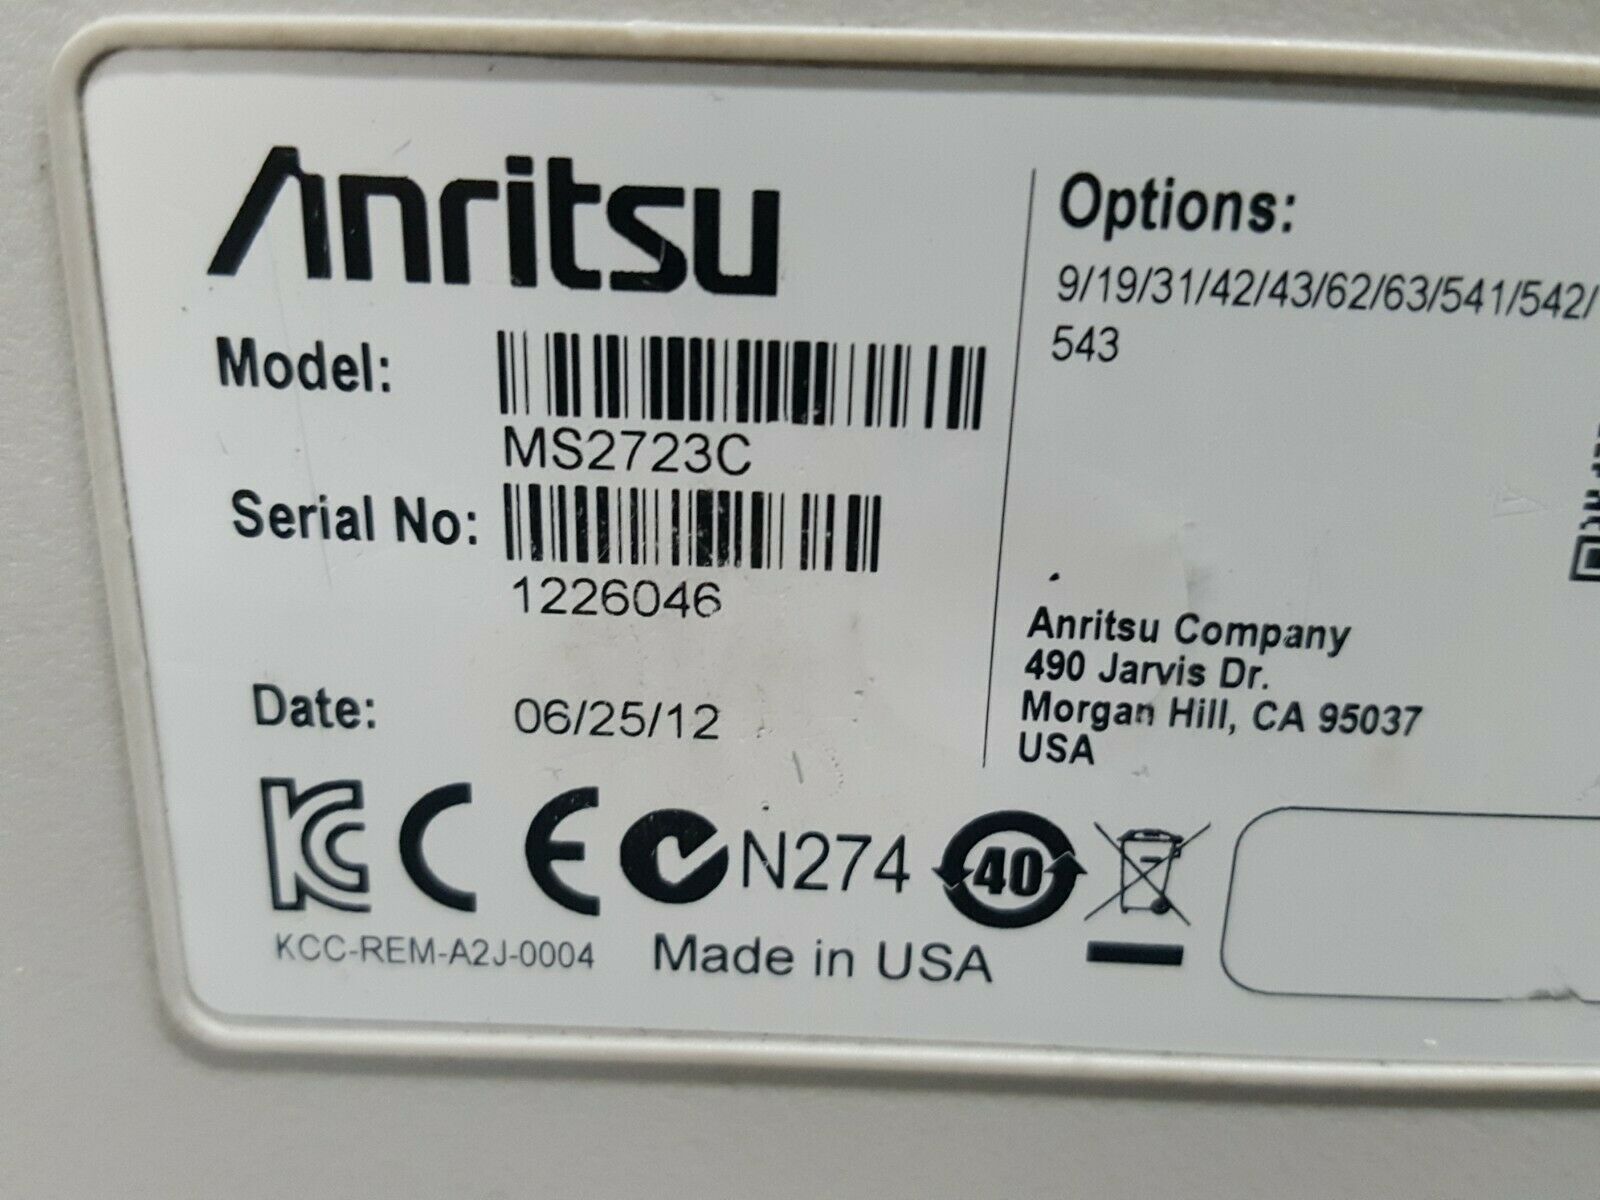 Anritsu
Model:
MS2723C
Serial No:
1226046
Date: 06/25/12
Options:
9/19/31/42/43/62/63/541/542/
543
Anritsu Company
490 Jarvis Dr.
Morgan Hill, CA 95037
USA
KC CE N274 40
KCC-REM-A2J-0004 Made in USA